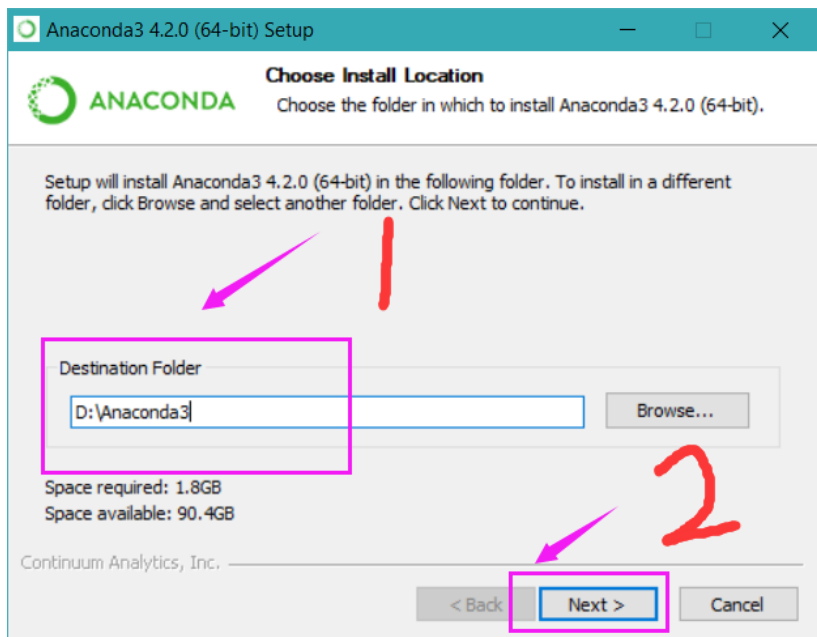 Anaconda3 4.2.0 (64-bit) Setup
ANACONDA
Choose Install Location
Choose the folder in which to install Anaconda3 4.2.0 (64-bit).
Setup will install Anaconda3 4.2.0 (64-bit) in the following folder. To install in a different
folder, click Browse and select another folder. Click Next to continue.
1
Destination Folder
D:\Anaconda3
Browse...
2
Space required: 1.8GB
Space available: 90.4GB
Continuum Analytics, Inc.
< Back
Next >
Cancel